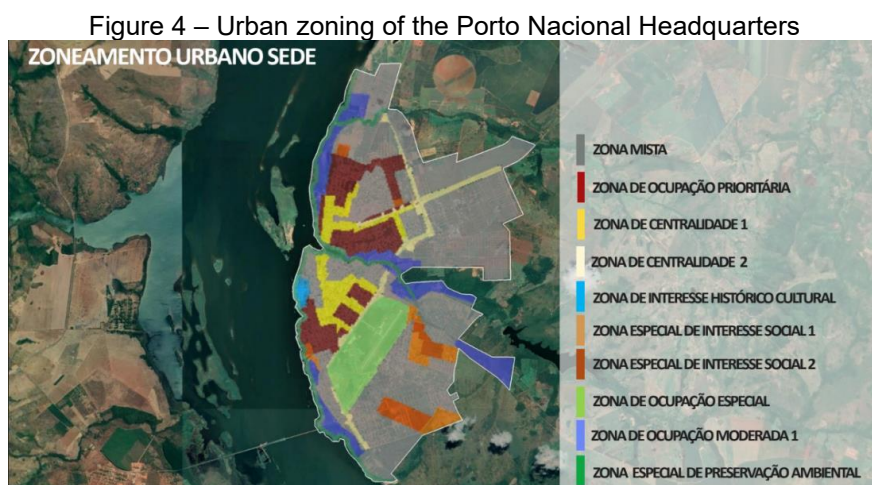 Figure 4 – Urban zoning of the Porto Nacional Headquarters
ZONEAMENTO URBANO SEDE
ZONA MISTA
ZONA DE OCUPAÇÃO PRIORITÁRIA
ZONA DE CENTRALIDADE 1
ZONA DE CENTRALIDADE 2
ZONA DE INTERESSE HISTÓRICO CULTURAL
ZONA ESPECIAL DE INTERESSE SOCIAL 1
ZONA ESPECIAL DE INTERESSE SOCIAL 2
ZONA DE OCUPAÇÃO ESPECIAL
ZONA DE OCUPAÇÃO MODERADA 1
ZONA ESPECIAL DE PRESERVAÇÃO AMBIENTAL